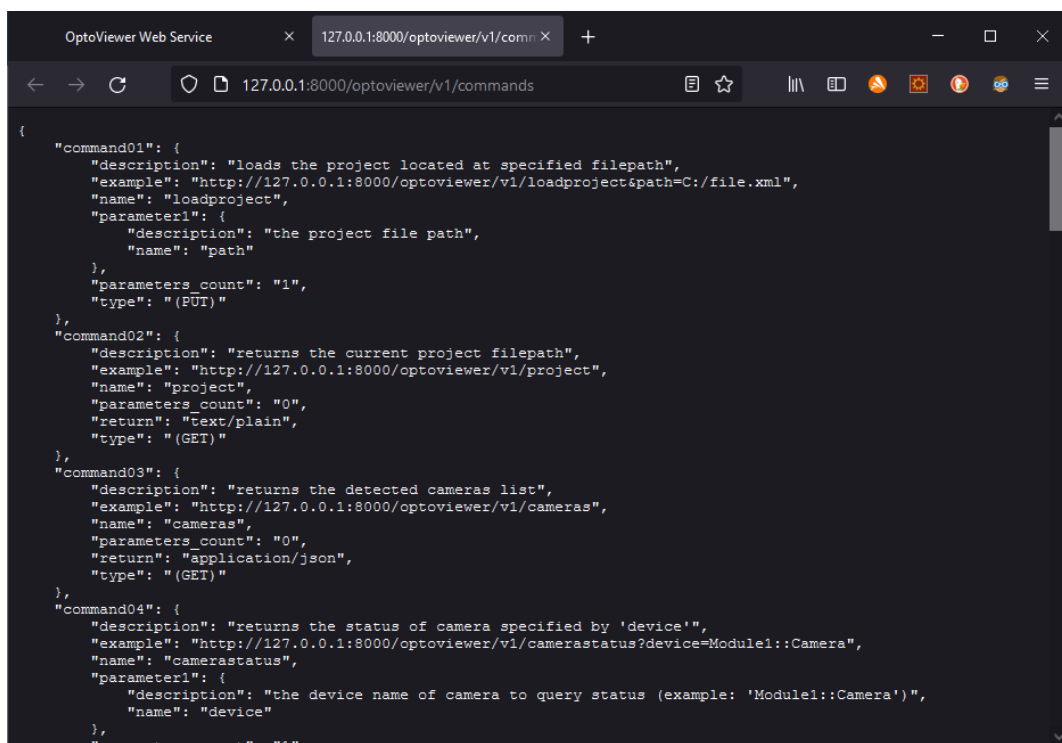 OptoViewer Web Service
127.0.0.1:8000/optoviewer/v1/comm
127.0.0.1:8000/optoviewer/v1/commands
{
    "command01": {
        "description": "loads the project located at specified filepath",
        "example": "http://127.0.0.1:8000/optoviewer/v1/loadproject&path=C:/file.xml",
        "name": "loadproject",
        "parameter1": {
            "description": "the project file path",
            "name": "path"
        },
        "parameters_count": "1",
        "type": "(PUT)"
    },
    "command02": {
        "description": "returns the current project filepath",
        "example": "http://127.0.0.1:8000/optoviewer/v1/project",
        "name": "project",
        "parameters_count": "0",
        "return": "text/plain",
        "type": "(GET)"
    },
    "command03": {
        "description": "returns the detected cameras list",
        "example": "http://127.0.0.1:8000/optoviewer/v1/cameras",
        "name": "cameras",
        "parameters_count": "0",
        "return": "application/json",
        "type": "(GET)"
    },
    "command04": {
        "description": "returns the status of camera specified by 'device'",
        "example": "http://127.0.0.1:8000/optoviewer/v1/camerastatus?device=Module1::Camera",
        "name": "camerastatus",
        "parameter1": {
            "description": "the device name of camera to query status (example: 'Module1::Camera')",
            "name": "device"
        },